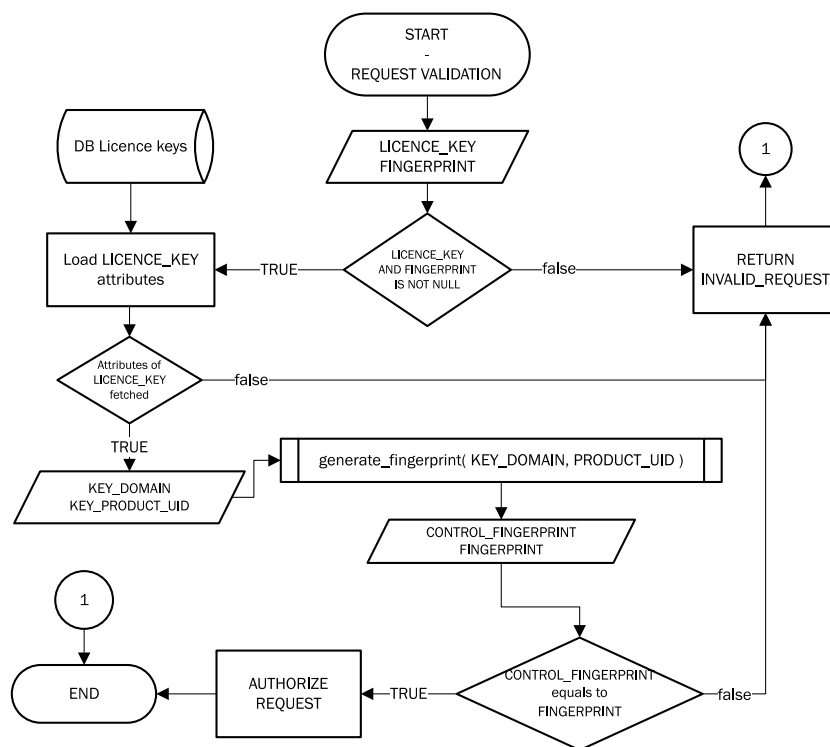 START
-
REQUEST VALIDATION
DB Licence keys
LICENCE_KEY
FINGERPRINT
1
Load LICENCE_KEY
attributes
TRUE
LICENCE_KEY
AND FINGERPRINT
IS NOT NULL
false
RETURN
INVALID_REQUEST
Attributes of
LICENCE_KEY
fetched
false
TRUE
KEY_DOMAIN
KEY_PRODUCT_UID
generate_fingerprint( KEY_DOMAIN, PRODUCT_UID )
CONTROL_FINGERPRINT
FINGERPRINT
1
END
AUTHORIZE
REQUEST
TRUE
CONTROL_FINGERPRINT
equals to
FINGERPRINT
false